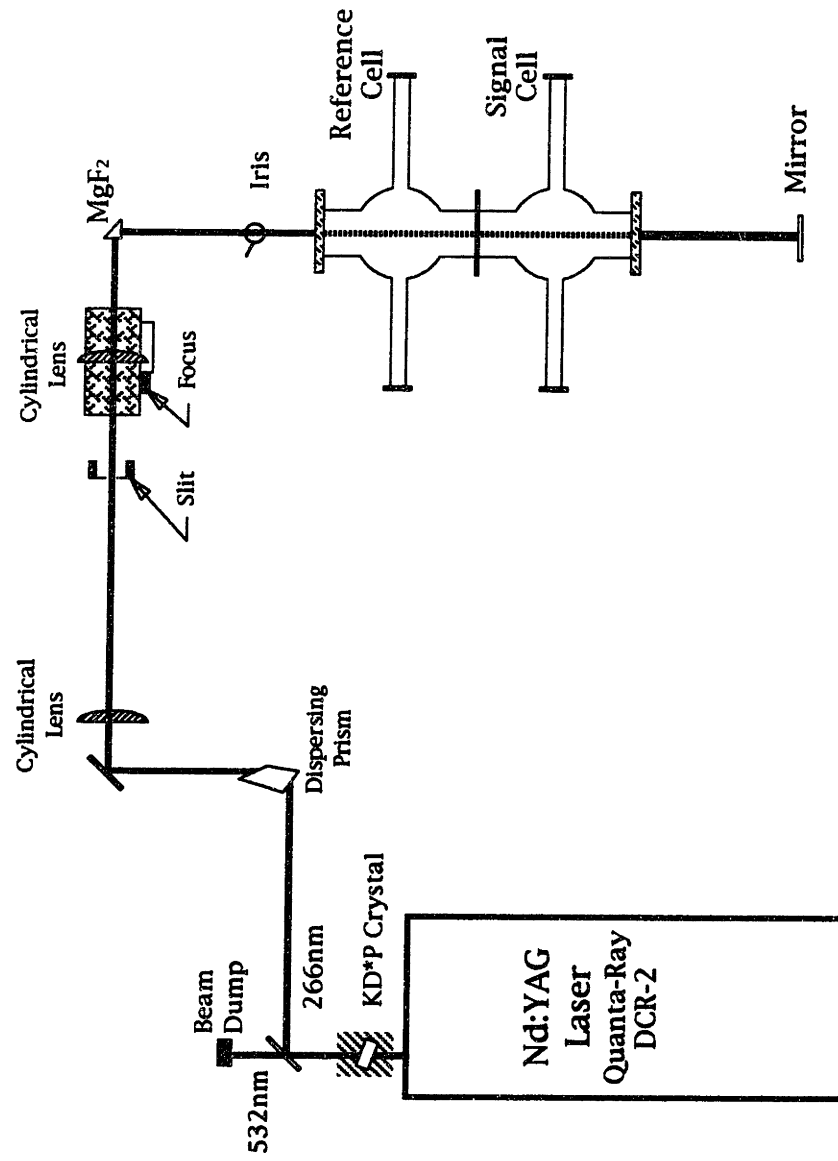 Cylindrical
Lens
Cylindrical
Lens
MgF2
Focus
Slit
Iris
Reference
Cell
Signal
Cell
Mirror
Dispersing
Prism
Beam
Dump
532nm
266nm
KD*P Crystal
Nd:YAG
Laser
Quanta-Ray
DCR-2